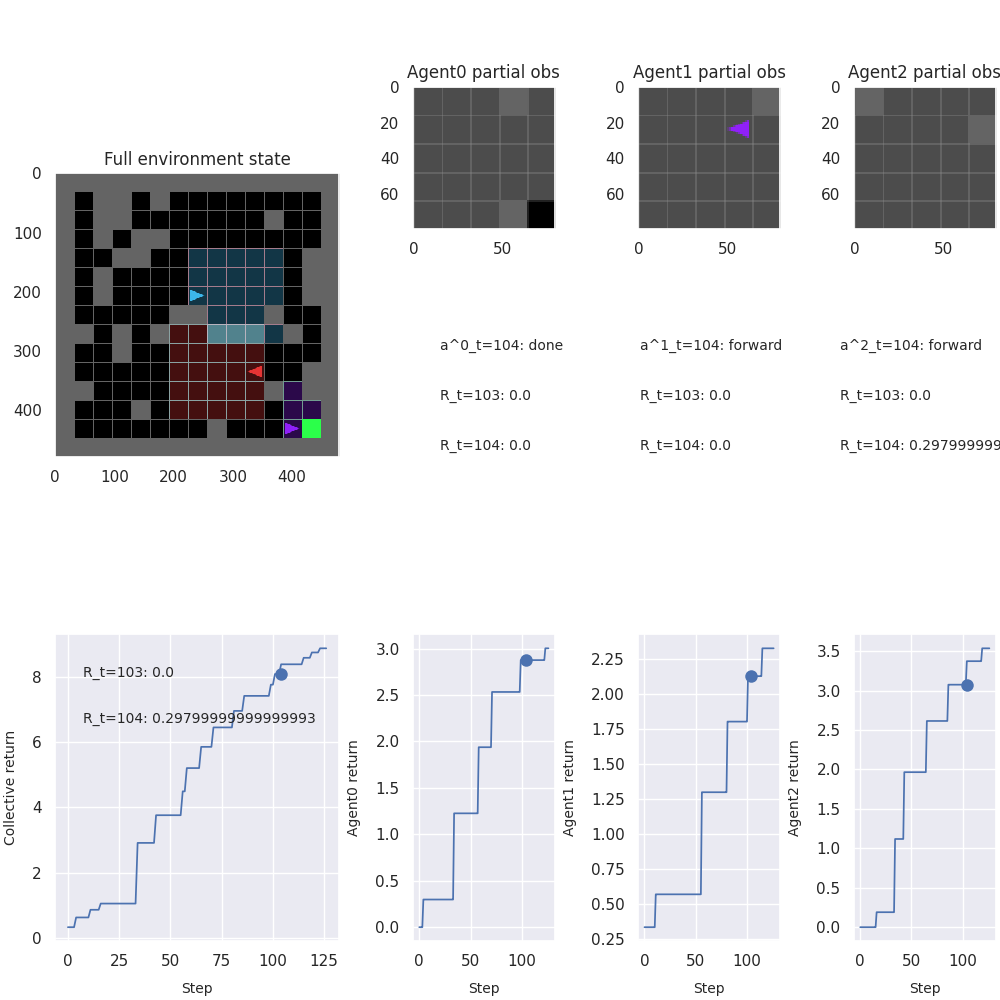 Full environment state
0
100
200
300
400
0 100 200 300 400
Agent0 partial obs
0
20
40
60
0 50
Agent1 partial obs
0
20
40
60
0 50
Agent2 partial obs
0
20
40
60
0 50
a^0_t=104: done
R_t=103: 0.0
R_t=104: 0.0
a^1_t=104: forward
R_t=103: 0.0
R_t=104: 0.0
a^2_t=104: forward
R_t=103: 0.0
R_t=104: 0.297999999
Collective return
8
6
4
2
0
R_t=103: 0.0
R_t=104: 0.29799999999999993
0 25 50 75 100 125
Step
Agent0 return
3.0
2.5
2.0
1.5
1.0
0.5
0.0
0 100
Step
Agent1 return
2.25
2.00
1.75
1.50
1.25
1.00
0.75
0.50
0.25
0 100
Step
Agent2 return
3.5
3.0
2.5
2.0
1.5
1.0
0.5
0.0
0 50 100
Step